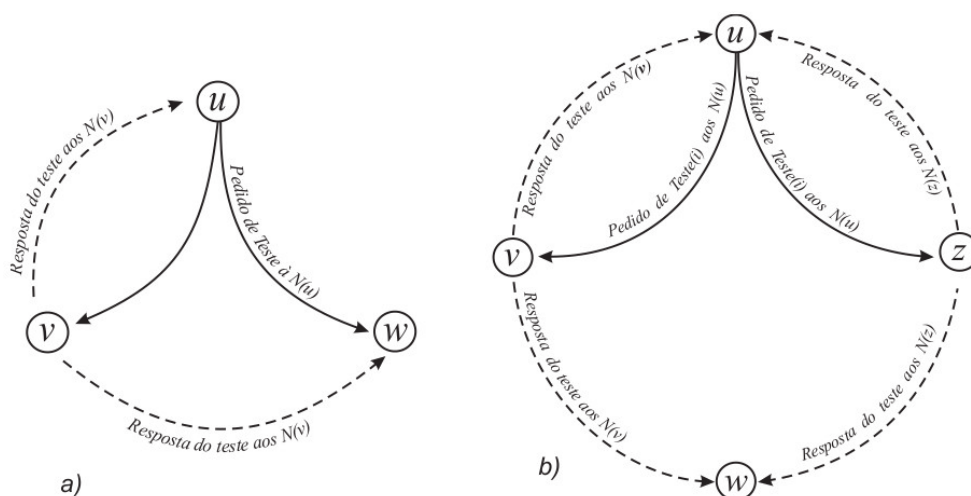 u
Resposta do teste aos N(v)
Pedido de Teste à N(u)
v
w
Resposta do teste aos N(v)
a)
u
Resposta do teste aos N(v)
Pedido de Teste(i) aos N(u)
Pedido de Teste(i) aos N(u)
Resposta do teste aos N(z)
v
z
Resposta do teste aos N(v)
Resposta do teste aos N(z)
w
b)